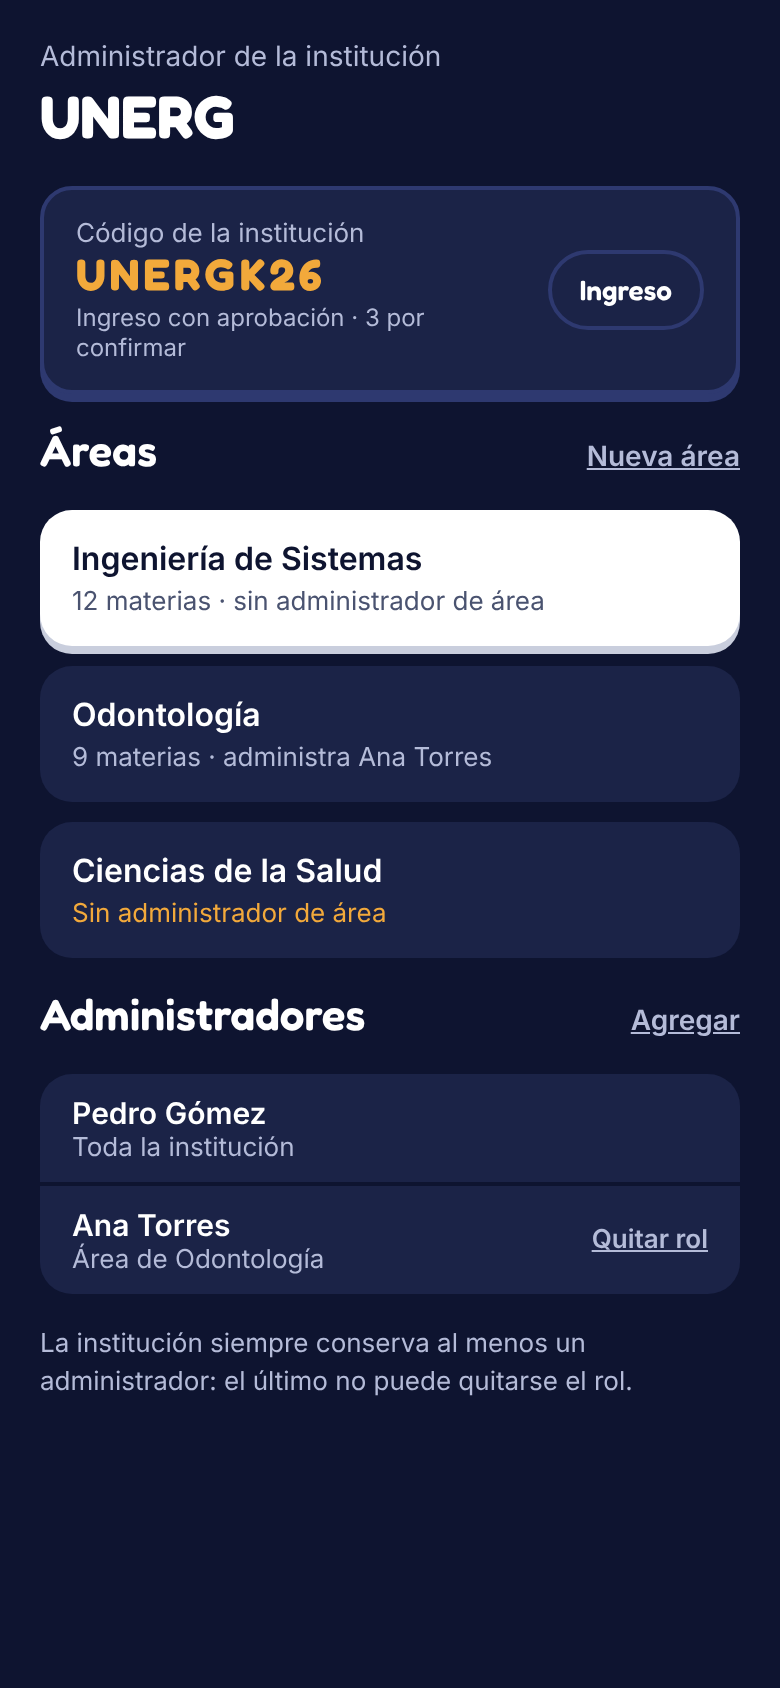 Administrador de la institución
UNERG
Código de la institución
UNERGK26
Ingreso con aprobación · 3 por
confirmar
Ingreso
Áreas
Nueva área
Ingeniería de Sistemas
12 materias · sin administrador de área
Odontología
9 materias · administra Ana Torres
Ciencias de la Salud
Sin administrador de área
Administradores
Agregar
Pedro Gómez
Toda la institución
Ana Torres
Área de Odontología
Quitar rol
La institución siempre conserva al menos un
administrador: el último no puede quitarse el rol.